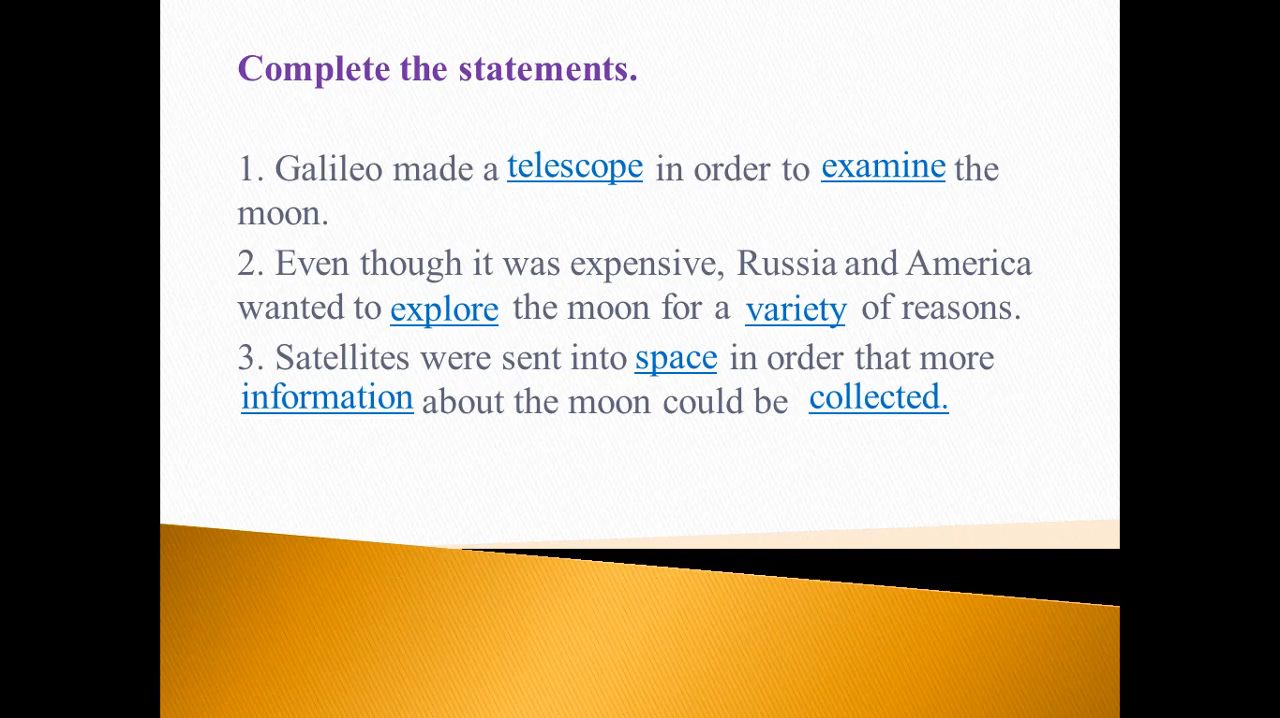 Complete the statements.
1. Galileo made a telescope in order to examine the
moon.
2. Even though it was expensive, Russia and America
wanted to explore the moon for a variety of reasons.
3. Satellites were sent into space in order that more
information about the moon could be collected.